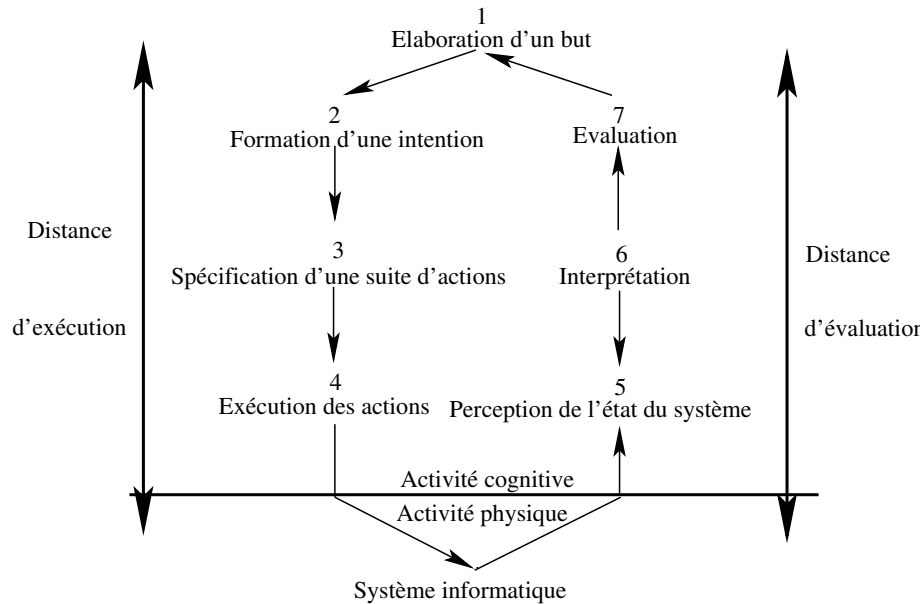 1
Elaboration d'un but
2
Formation d'une intention
7
Evaluation
Distance
d'exécution
3
Spécification d'une suite d'actions
6
Interprétation
Distance
d'évaluation
4
Exécution des actions
5
Perception de l'état du système
Activité cognitive
Activité physique
Système informatique